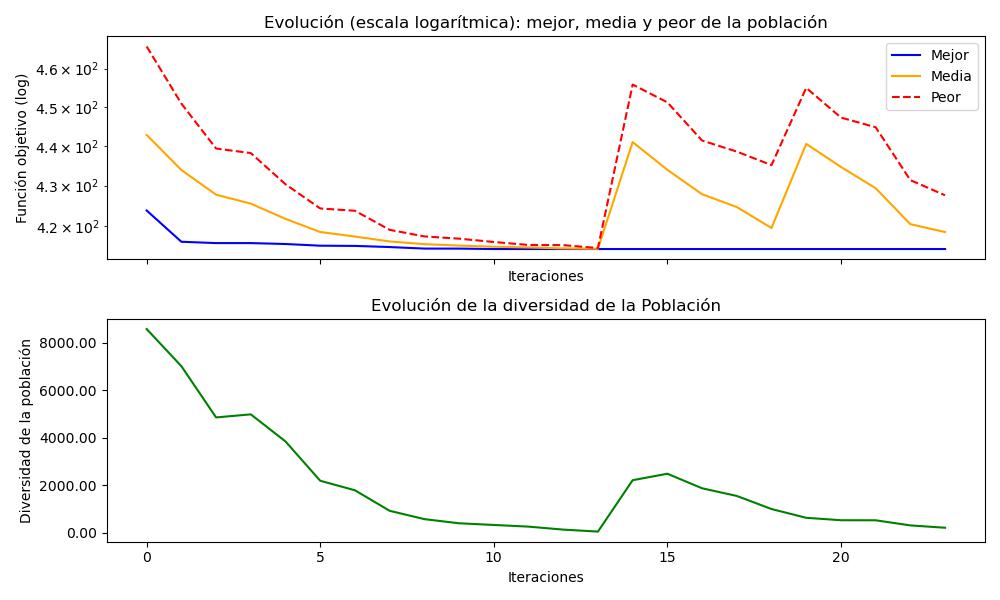 Evolución (escala logarítmica): mejor, media y peor de la población
4.6 × 10²
4.5 × 10²
4.4 × 10²
4.3 × 10²
4.2 × 10²
Función objetivo (log)
Mejor
Media
Peor
Iteraciones
Evolución de la diversidad de la Población
8000.00
6000.00
4000.00
2000.00
0.00
Diversidad de la población
0 5 10 15 20
Iteraciones